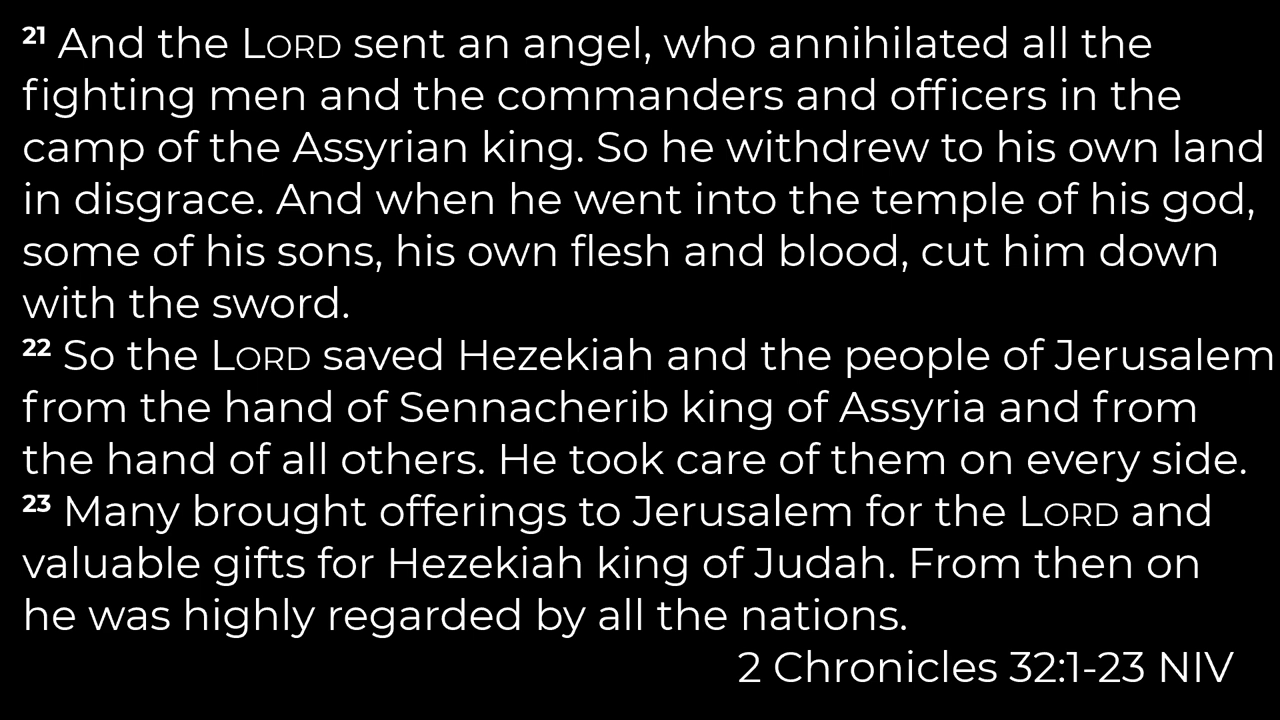 21 And the LORD sent an angel, who annihilated all the
fighting men and the commanders and officers in the
camp of the Assyrian king. So he withdrew to his own land
in disgrace. And when he went into the temple of his god,
some of his sons, his own flesh and blood, cut him down
with the sword.
22 So the LORD saved Hezekiah and the people of Jerusalem
from the hand of Sennacherib king of Assyria and from
the hand of all others. He took care of them on every side.
23 Many brought offerings to Jerusalem for the LORD and
valuable gifts for Hezekiah king of Judah. From then on
he was highly regarded by all the nations.
2 Chronicles 32:1-23 NIV